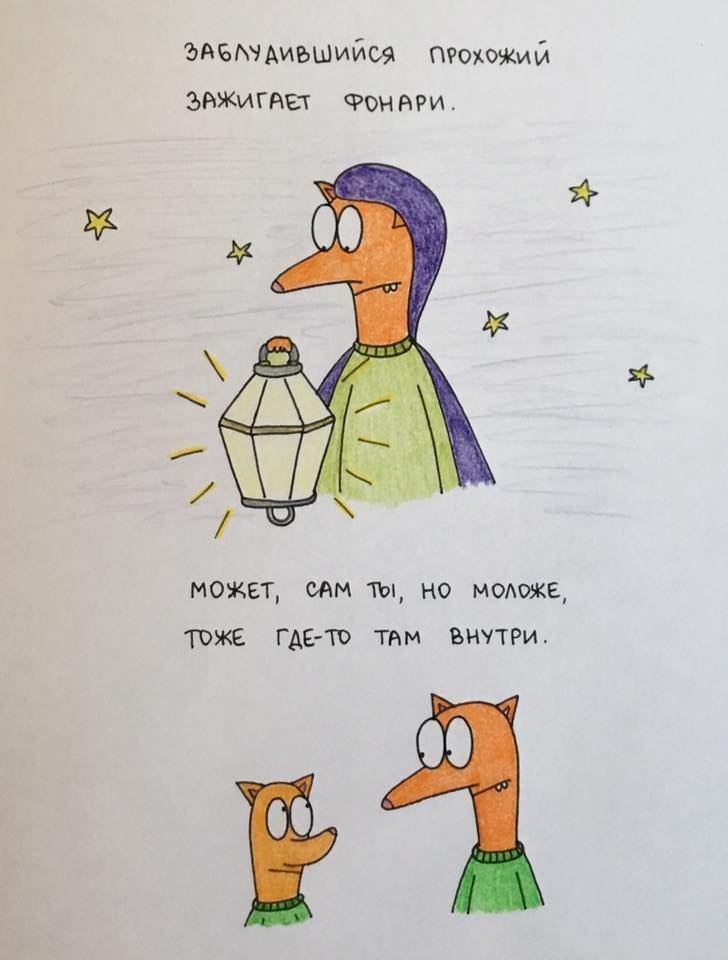 ЗАБЛУДИВШИЙСЯ ПРОХОЖИЙ
ЗАЖИГАЕТ ФОНАРИ.
МОЖЕТ, САМ ТЫ, НО МОЛОЖЕ,
ТОЖЕ ГДЕ-ТО ТАМ ВНУТРИ.